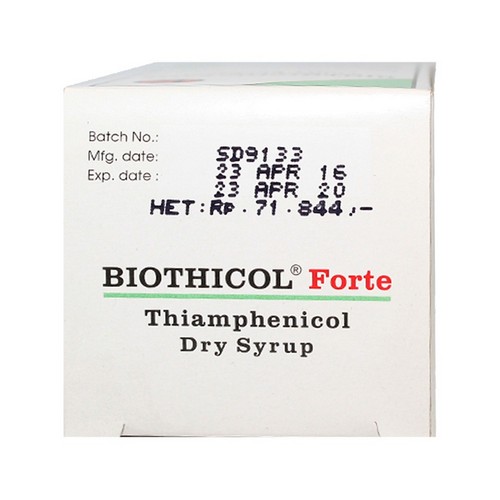 Batch No.: SD9133
Mfg. date: 23 APR 16
Exp. date : 23 APR 20
HET:Rp.71.844,-
BIOTHICOL® Forte
Thiamphenicol
Dry Syrup